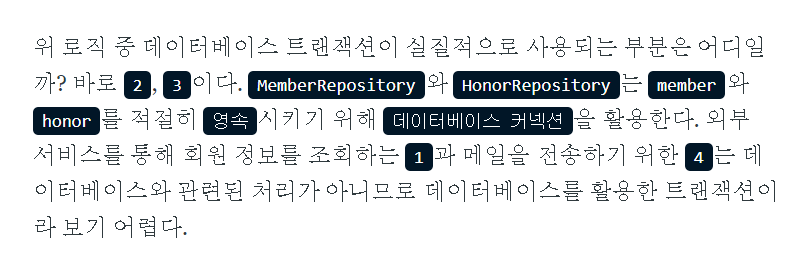 위 로직 중 데이터베이스 트랜잭션이 실질적으로 사용되는 부분은 어디일
까? 바로 2, 3이다. MemberRepository와 HonorRepository는 member와
honor를 적절히 영속시키기 위해 데이터베이스 커넥션을 활용한다. 외부
서비스를 통해 회원 정보를 조회하는 1과 메일을 전송하기 위한 4는 데
이터베이스와 관련된 처리가 아니므로 데이터베이스를 활용한 트랜잭션이
라 보기 어렵다.